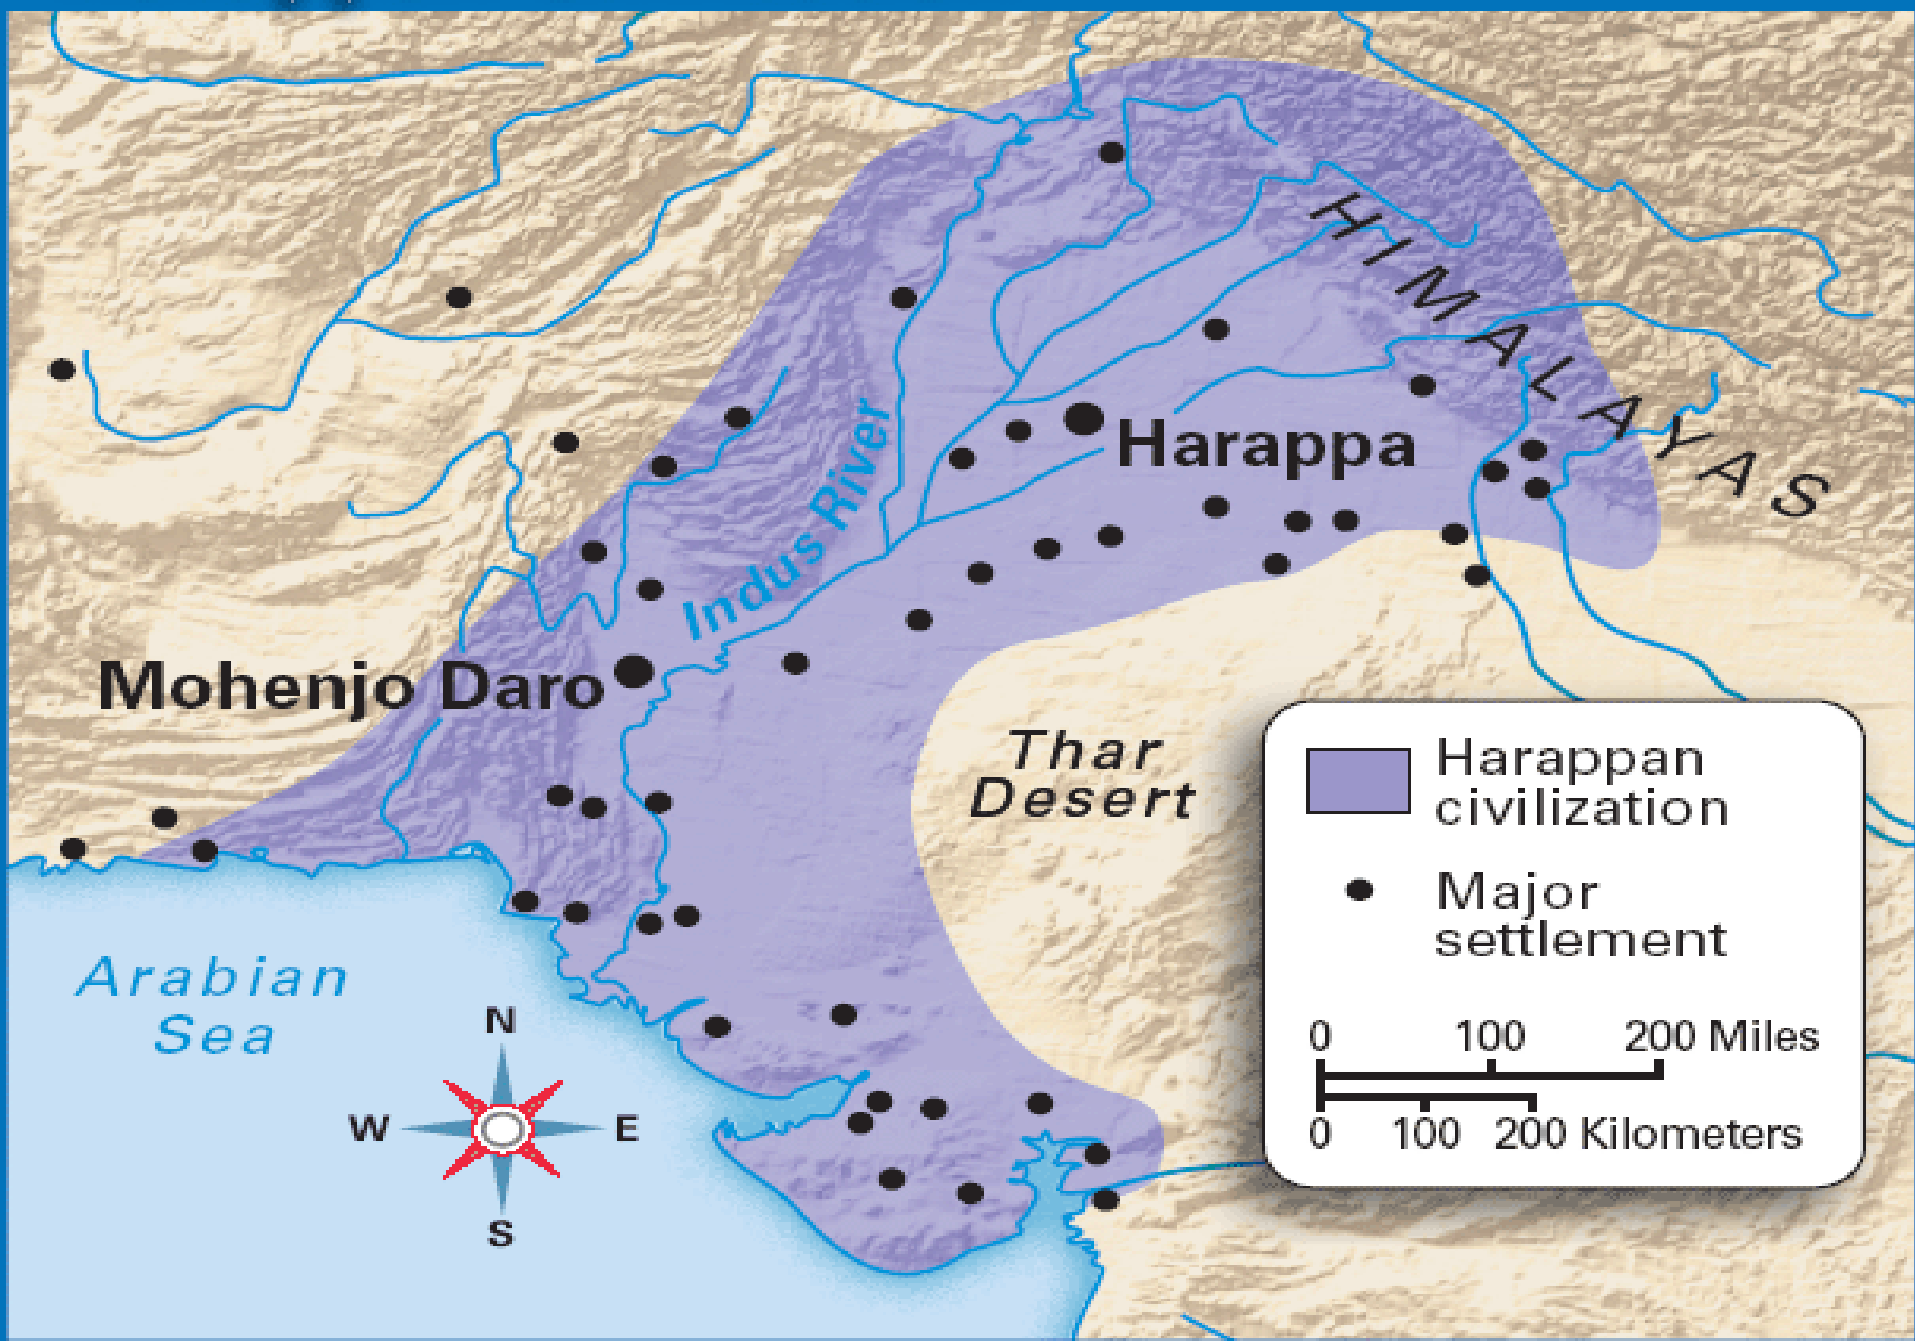 HIMALAYAS
Harappa
Indus River
Mohenjo Daro
Thar
Desert
Arabian
Sea
N
W
E
S
Harappan
civilization
Major
settlement
0 100 200 Miles
0 100 200 Kilometers